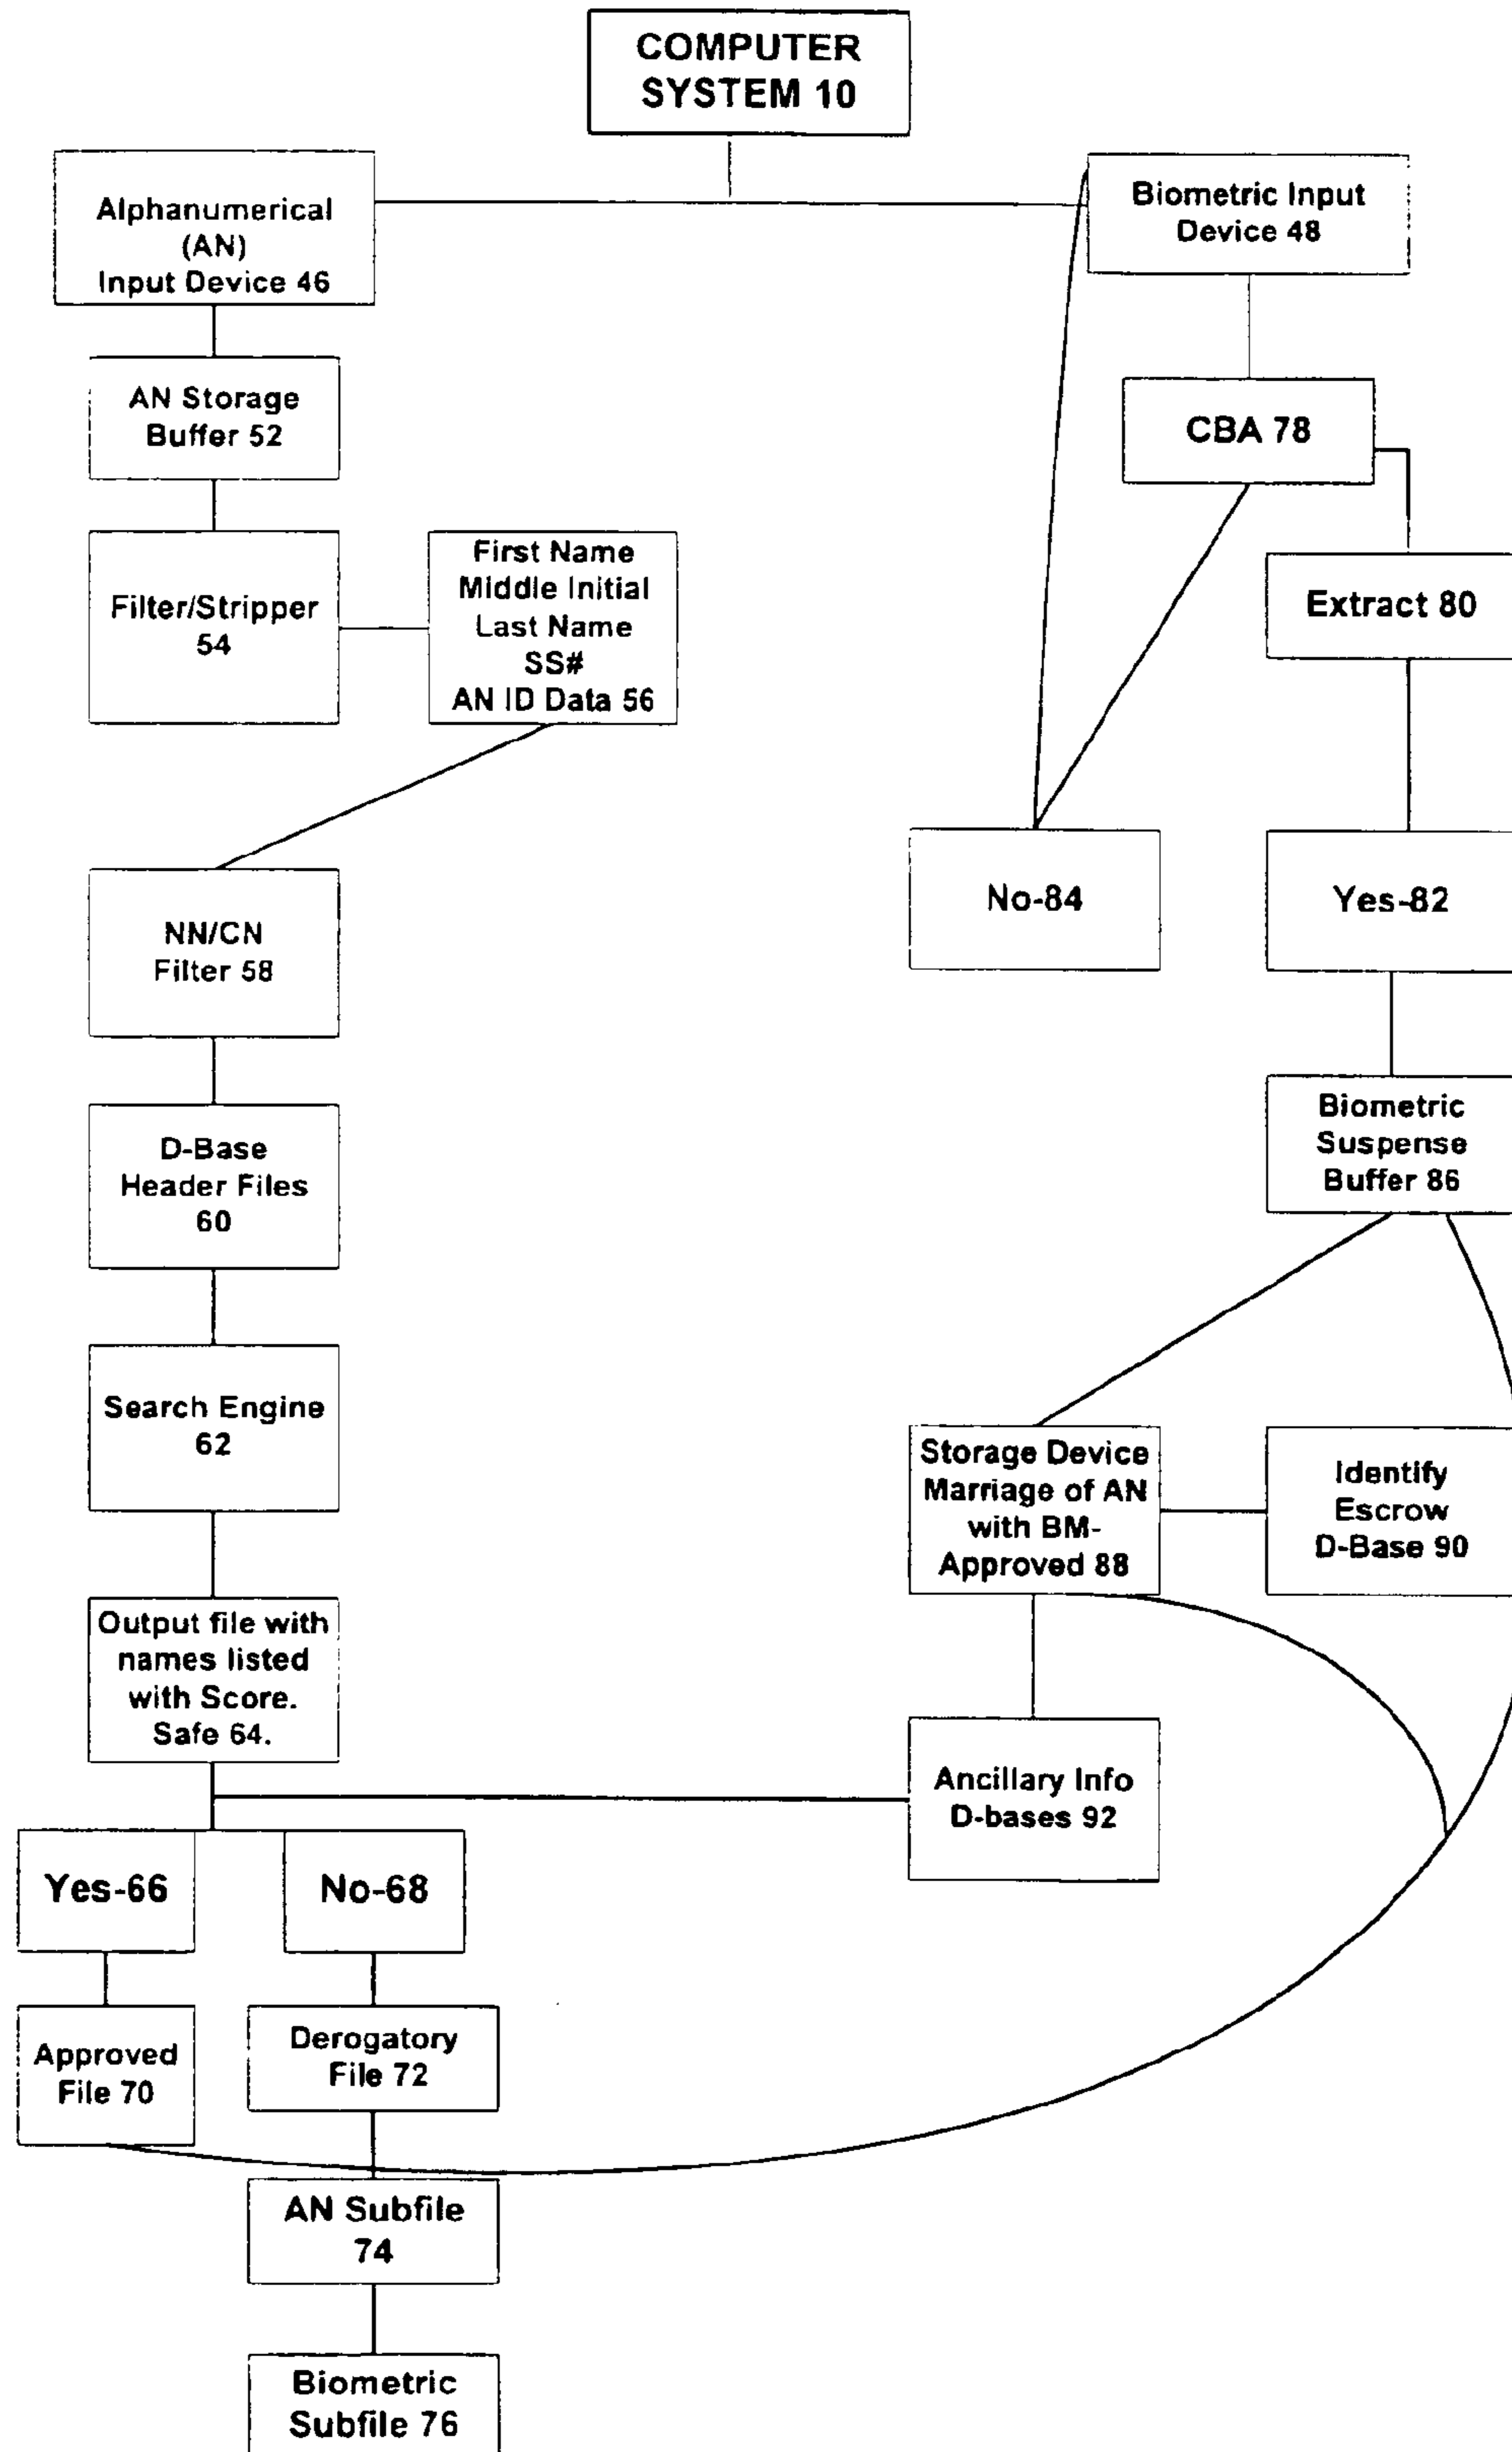 COMPUTER
SYSTEM 10
Alphanumerical
(AN)
Input Device 46
Biometric Input
Device 48
AN Storage
Buffer 52
CBA 78
Filter/Stripper
54
First Name
Middle Initial
Last Name
SS#
AN ID Data 56
Extract 80
NN/CN
Filter 58
No-84
Yes-82
D-Base
Header Files
60
Biometric
Suspense
Buffer 86
Search Engine
62
Storage Device
Marriage of AN
with BM-
Approved 88
Identify
Escrow
D-Base 90
Output file with
names listed
with Score.
Safe 64.
Ancillary Info
D-bases 92
Yes-66
No-68
Approved
File 70
Derogatory
File 72
AN Subfile
74
Biometric
Subfile 76